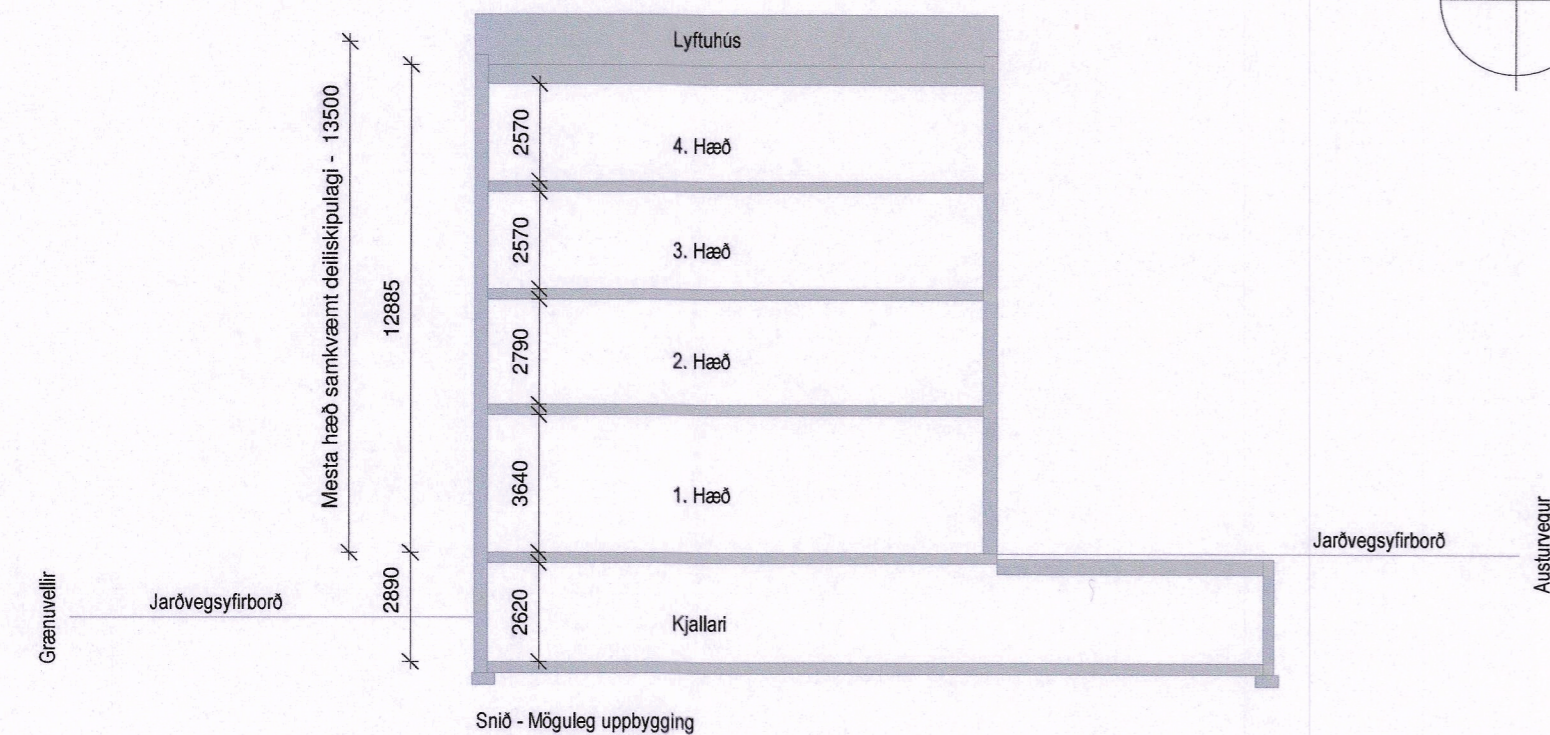 Lyftuhús
Mesta hæð samkvæmt deiliskipulagi - 13500
12885
2570
4. Hæð
2570
3. Hæð
2790
2. Hæð
3640
1. Hæð
Jarðvegsyfirborð
Austurvegur
Grænuvellir
Jarðvegsyfirborð
2890
2620
Kjallari
Snið - Möguleg uppbygging